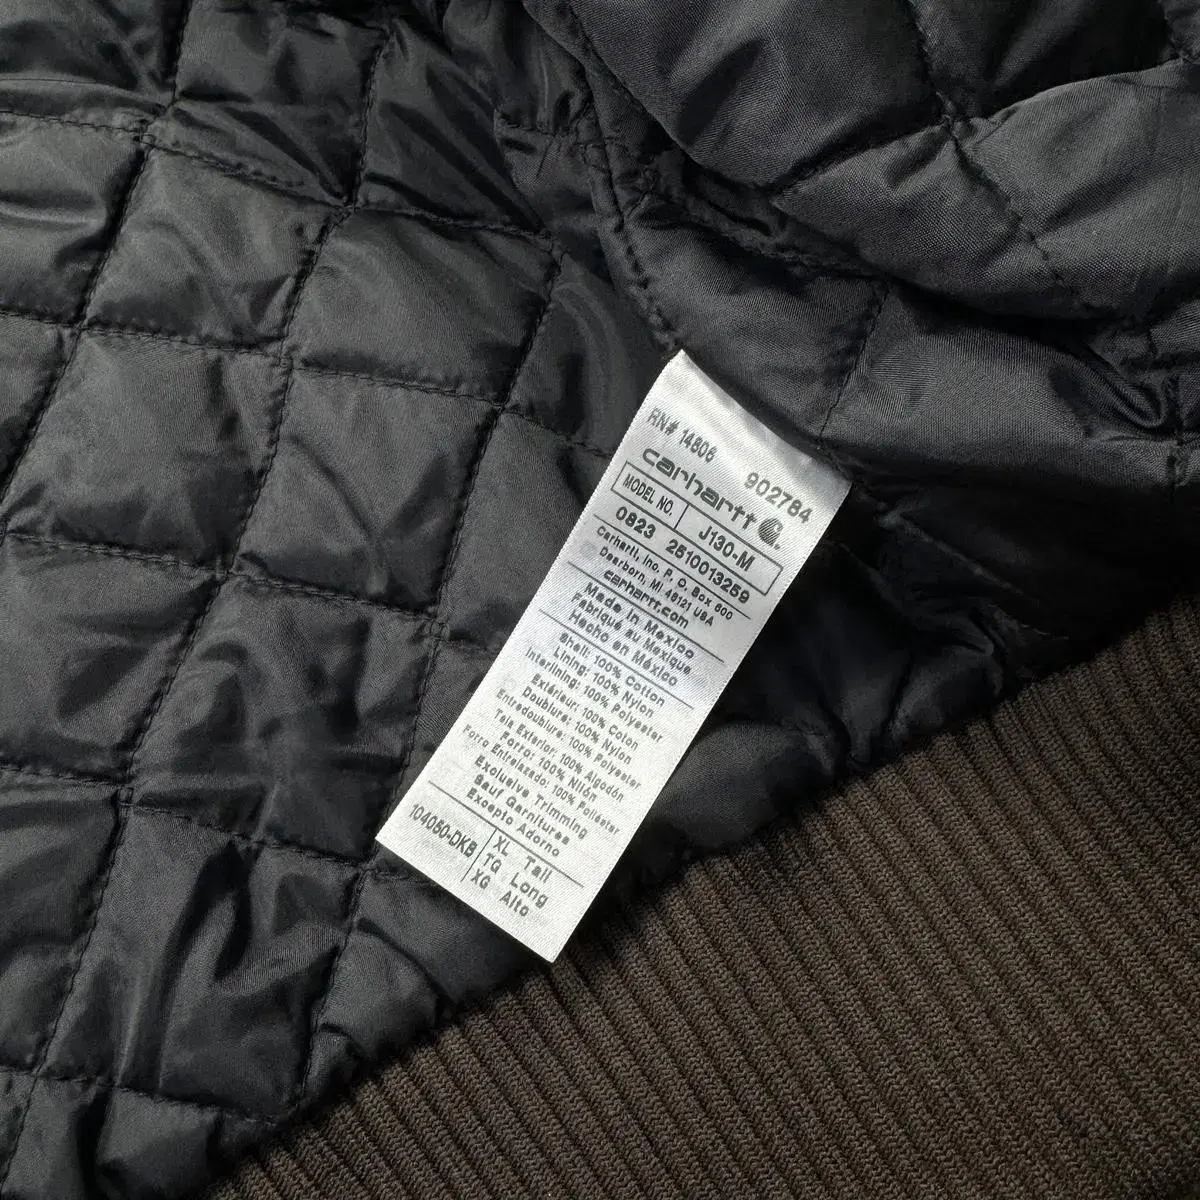 RN# 14806 902784
carhartt
MODEL NO. J130-M
0823 2510013259
Carhartt, Inc. P. O. Box 600
Dearborn, MI 48121 USA
carhartt.com
Made in Mexico
Fabriqué au Mexique
Hecho en México
Shell: 100% Cotton
Lining: 100% Nylon
Interlining: 100% Polyester
Extérieur: 100% Coton
Doublure: 100% Nylon
Entredoublure: 100% Polyester
Tela Exterior: 100% Algodón
Forro: 100% Nilón
Forro Entrelazado: 100% Poliéster
Exclusive Trimming
Sauf Garnitures
Excepto Adorno
104050-DKB XL Tall
TG Long
XG Alto